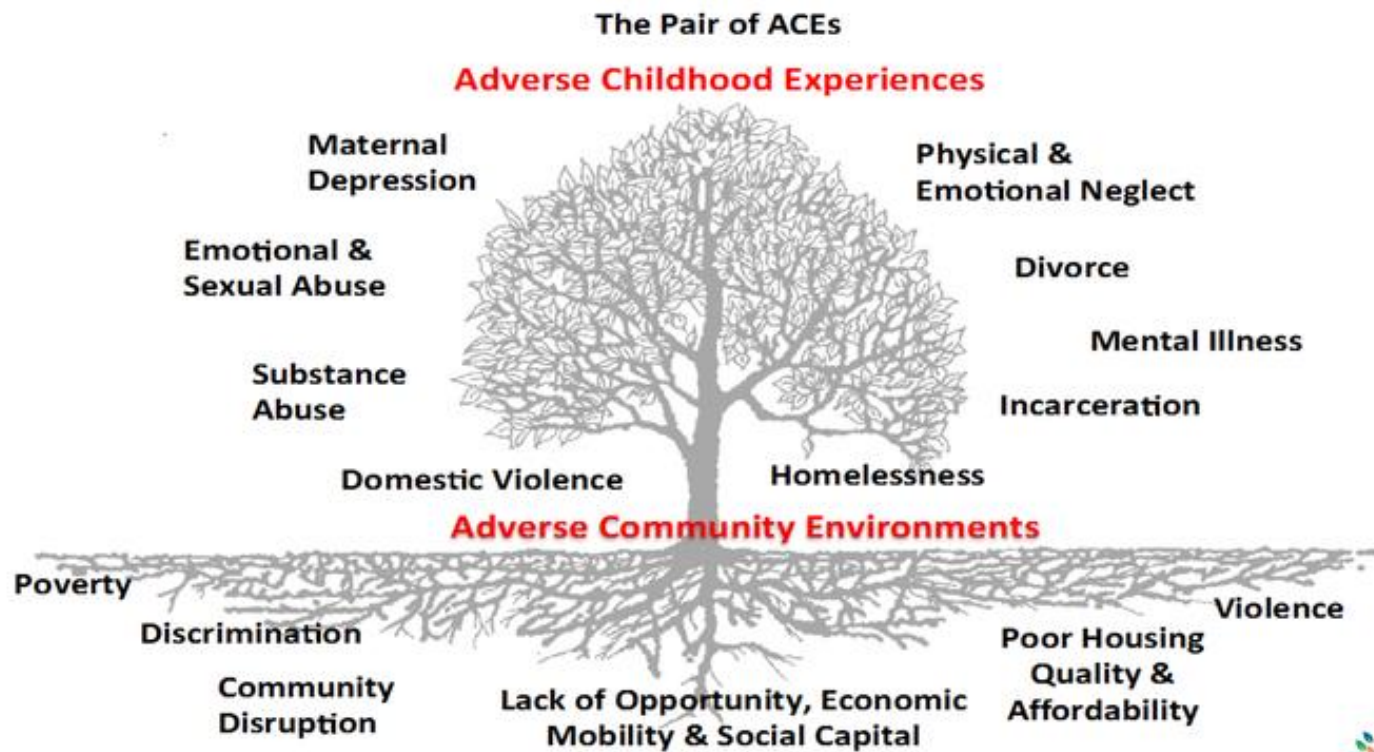 The Pair of ACEs
Adverse Childhood Experiences
Maternal
Depression
Physical &
Emotional Neglect
Emotional &
Sexual Abuse
Divorce
Mental Illness
Substance
Abuse
Incarceration
Domestic Violence
Homelessness
Adverse Community Environments
Poverty
Violence
Discrimination
Poor Housing
Quality &
Affordability
Community
Disruption
Lack of Opportunity, Economic
Mobility & Social Capital